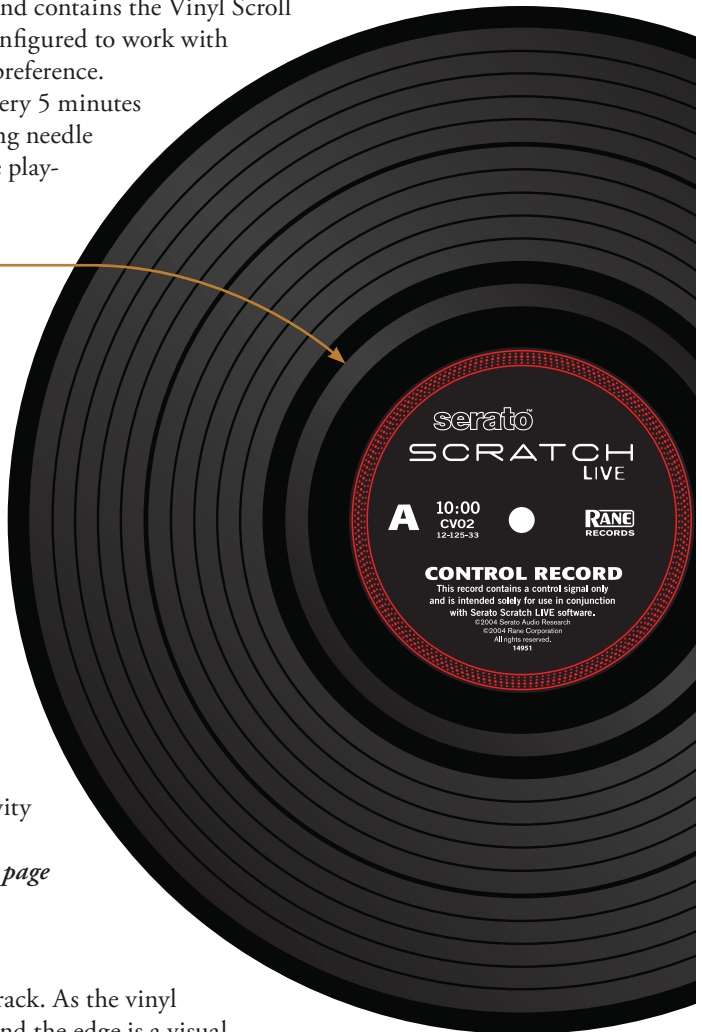 nd contains the Vinyl Scroll
nfigured to work with
preference.
ery 5 minutes
ng needle
e play-
serato™
SCRATCH
LIVE
A
10:00
CV02
12-125-33
RANE
RECORDS
CONTROL RECORD
This record contains a control signal only
and is intended solely for use in conjunction
with Serato Scratch LIVE software.
©2004 Serato Audio Research
©2004 Rane Corporation
All rights reserved.
14951
vity
page
rack. As the vinyl
nd the edge is a visual